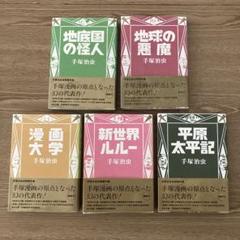 地底国
の怪人
手塚治虫
手塚漫画の原点となった
幻の代表作!
地球の
悪魔
手塚治虫
手塚漫画の原点となった
幻の代表作!
漫画
大学
手塚治虫
手塚漫画の原点となった
幻の代表作!
新世界
ルルー
手塚治虫
手塚漫画の原点となった
幻の代表作!
平原
太平記
手塚治虫
手塚漫画の原点となった
幻の代表作!